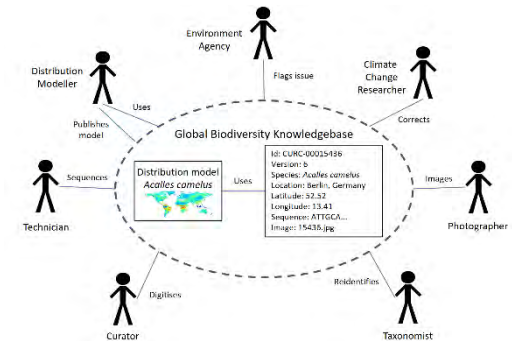 Environment
Agency
Distribution
Modeller
Climate
Change
Researcher
Flags issue
Uses
Corrects
Publishes
model
Global Biodiversity Knowledgebase
Sequences
Distribution model
Acalles camelus
Uses
Id: CURC-00015436
Version: 6
Species: Acalles camelus
Location: Berlin, Germany
Latitude: 52.52
Longitude: 13.41
Sequence: ATTGCA...
Image: 15436.jpg
Images
Technician
Photographer
Digitises
Reidentifies
Curator
Taxonomist